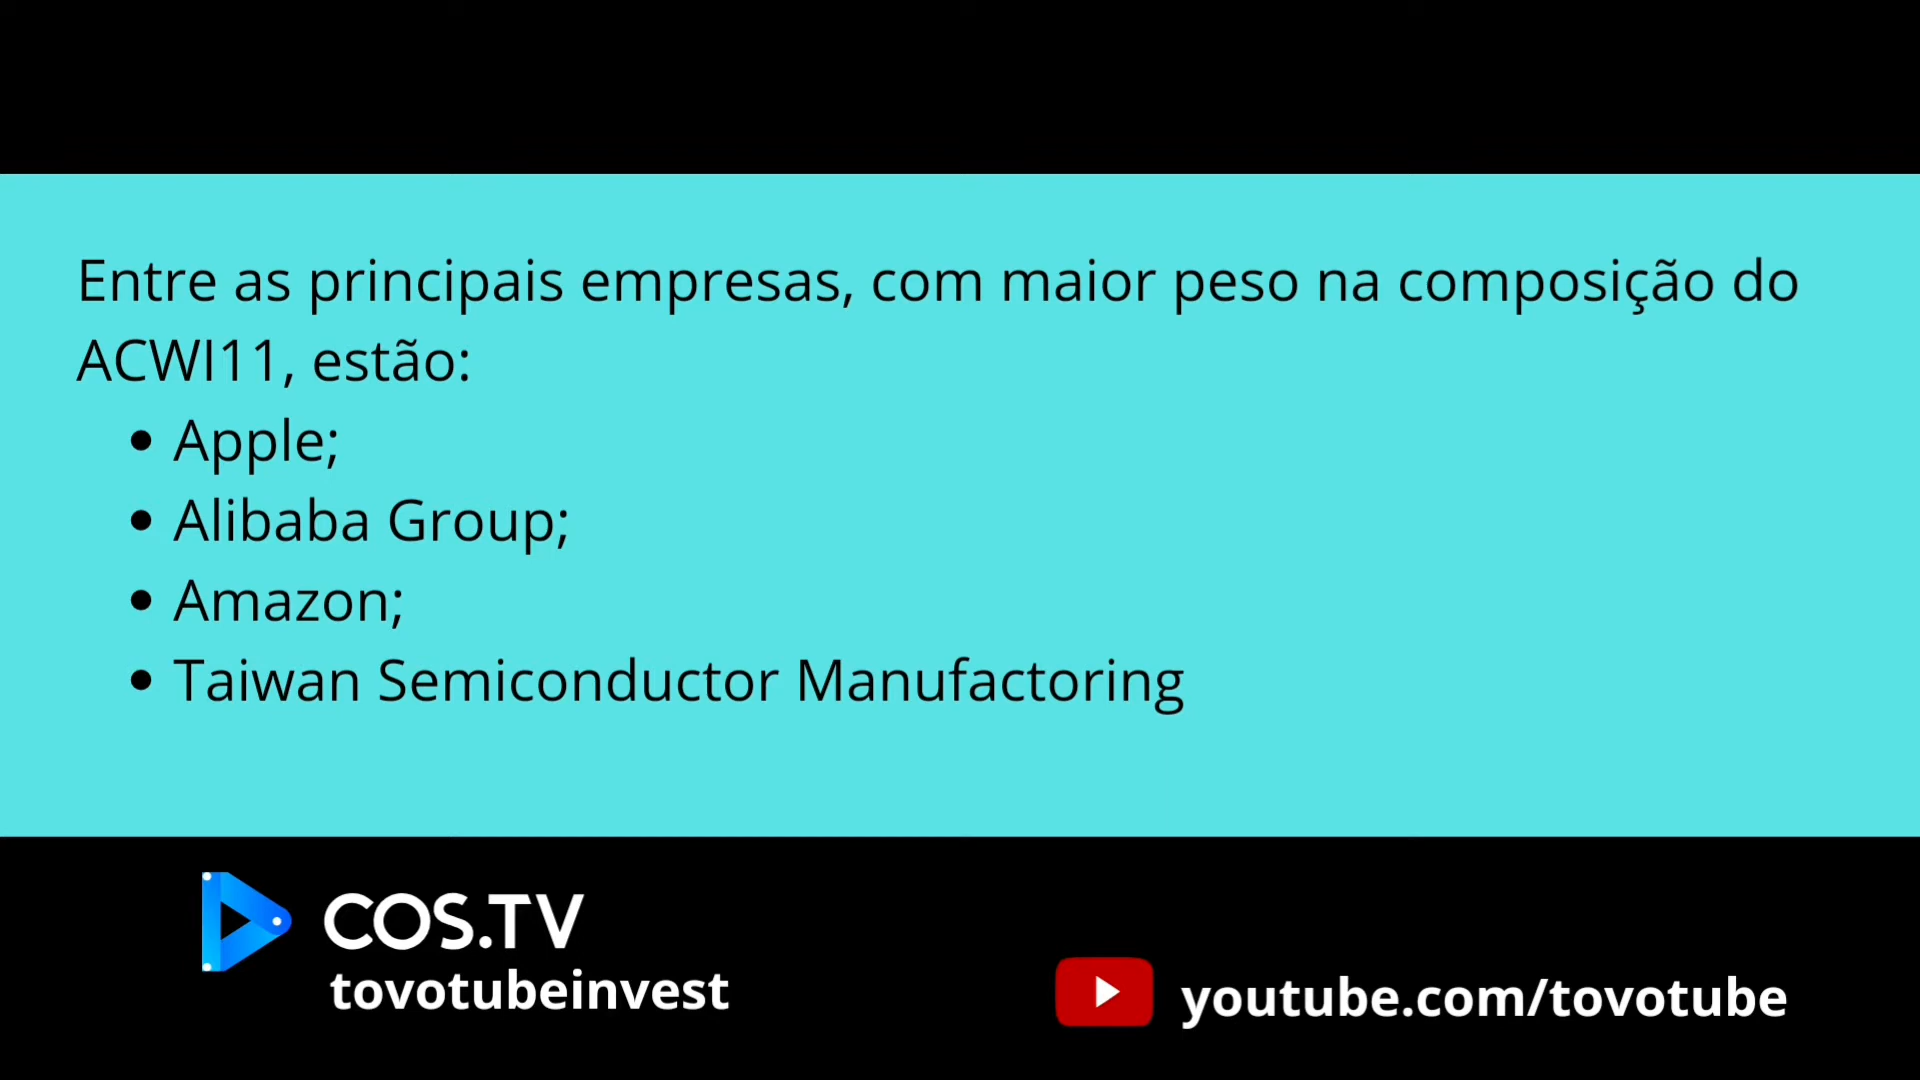 Entre as principais empresas, com maior peso na composição do
ACWI11, estão:
• Apple;
• Alibaba Group;
• Amazon;
• Taiwan Semiconductor Manufactoring
COS.TV
tovotubeinvest
youtube.com/tovotube